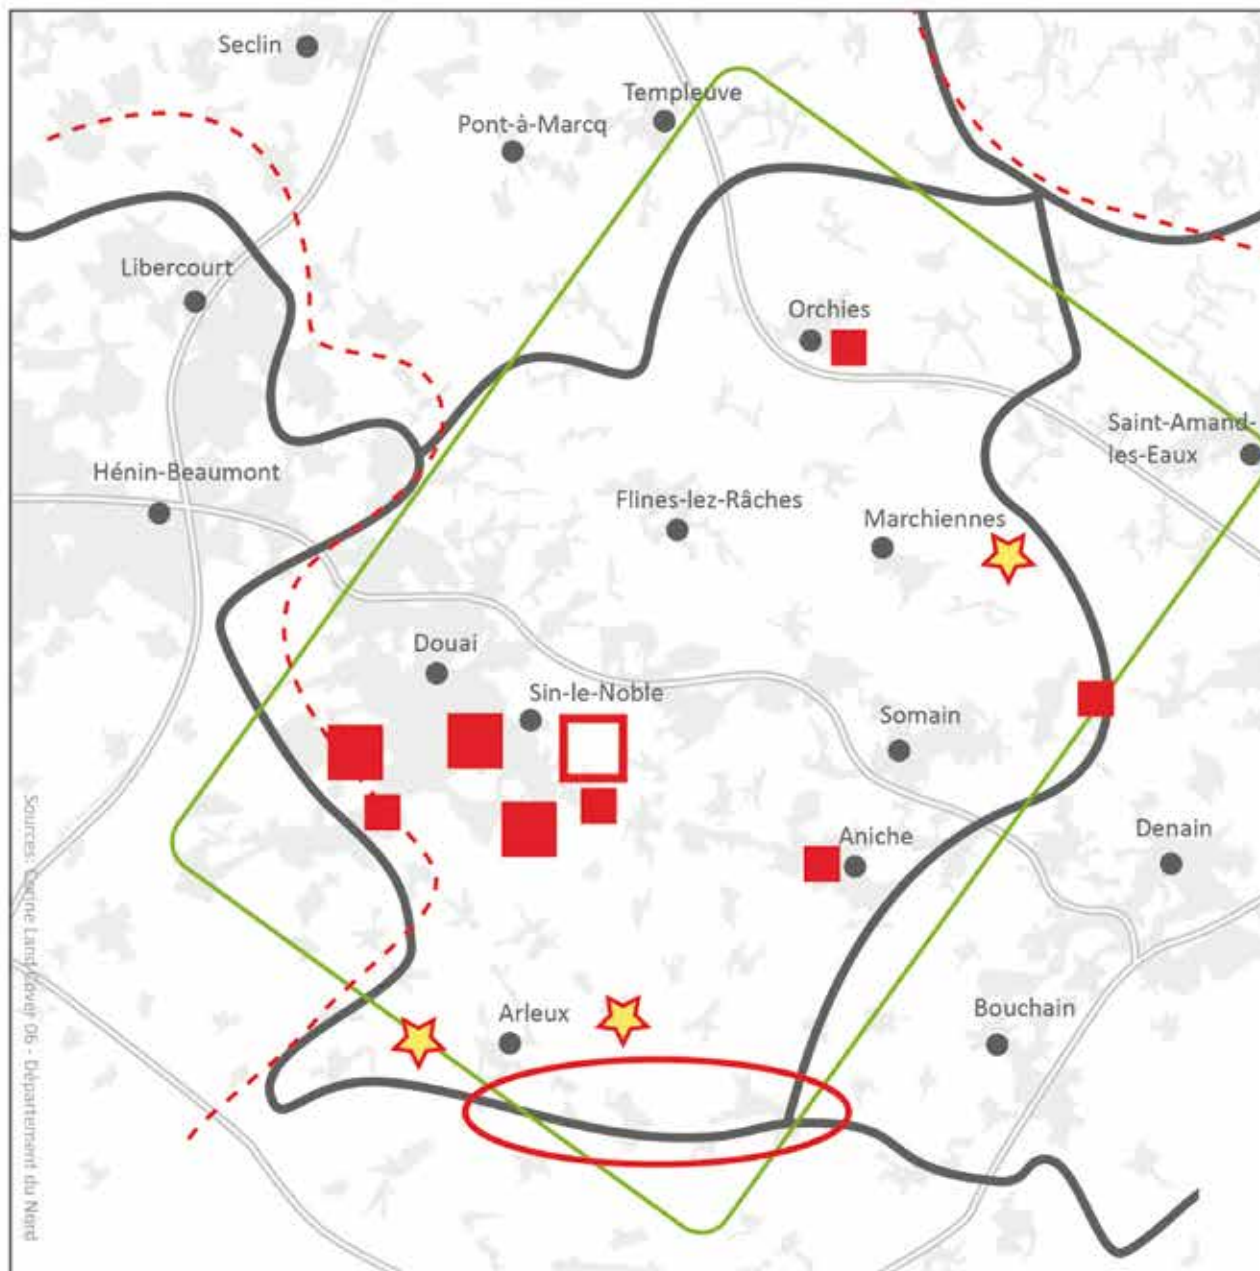 Seclin
Templeuve
Pont-à-Marcq
Libercourt
Orchies
Saint-Amand-
les-Eaux
Hénin-Beaumont
Flines-lez-Râches
Marchiennes
Douai
Sin-le-Noble
Somain
Aniche
Denain
Arleux
Bouchain
Sources: Corine Land Cover 06 - Département du Nord